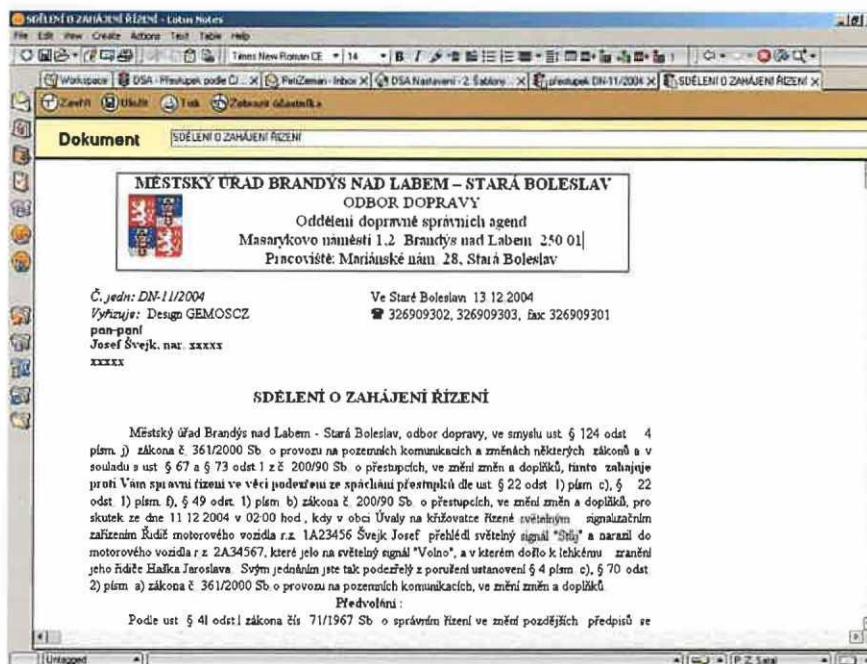 SDĚLENÍ O ZAHÁJENÍ ŘÍZENÍ - Lotus Notes
File Edit View Create Actions Text Table Help
Times New Roman CE 14 B I
Workspace DSA - Přestupek podle Čl ... X PetrZeman - Inbox X DSA Nastavení - 2. Šablony ... X přestupek DN-11/2004 X SDĚLENÍ O ZAHÁJENÍ ŘÍZENÍ X
Zavřít Uložit Tisk Zobrazit účastníka
Dokument SDĚLENÍ O ZAHÁJENÍ ŘÍZENÍ
MĚSTSKÝ ÚŘAD BRANDÝS NAD LABEM – STARÁ BOLESLAV
ODBOR DOPRAVY
Oddělení dopravně správních agend
Masarykovo náměstí 1,2 Brandýs nad Labem 250 01
Pracoviště: Mariánské nám. 28, Stará Boleslav
Č. jedn: DN-11/2004 Ve Staré Boleslavi 13.12.2004
Vyřizuje: Design GEMOSCZ ☎ 326909302, 326909303, fax 326909301
pan-paní
Josef Švejk. nar. xxxxx
xxxxx
SDĚLENÍ O ZAHÁJENÍ ŘÍZENÍ
Městský úřad Brandýs nad Labem - Stará Boleslav, odbor dopravy, ve smyslu ust. § 124 odst. 4
písm. j) zákona č. 361/2000 Sb. o provozu na pozemních komunikacích a změnách některých zákonů a v
souladu s ust. § 67 a § 73 odst.1 z.č. 200/90 Sb. o přestupcích, ve znění změn a doplňků, tímto zahajuje
proti Vám správní řízení ve věci podezření ze spáchání přestupků dle ust. § 22 odst. 1) písm. c), § 22
odst. 1) písm. f), § 49 odst. 1) písm. b) zákona č. 200/90 Sb. o přestupcích, ve znění změn a doplňků, pro
skutek ze dne 11.12.2004 v 02:00 hod., kdy v obci Úvaly na křižovatce řízené světelným signalizačním
zařízením Řidič motorového vozidla r.z. 1A23456 Švejk Josef přehlédl světelný signál "Stůj" a narazil do
motorového vozidla r.z. 2A34567, které jelo na světelný signál "Volno", a v kterém došlo k lehkému zranění
jeho řidiče Haška Jaroslava. Svým jednáním jste tak podezřelý z porušení ustanovení § 4 písm. c), § 70 odst.
2) písm. a) zákona č. 361/2000 Sb. o provozu na pozemních komunikacích, ve znění změn a doplňků.
Předvolání :
Podle ust. § 41 odst.1 zákona čís. 71/1967 Sb. o správním řízení ve znění pozdějších předpisů se
Untagged